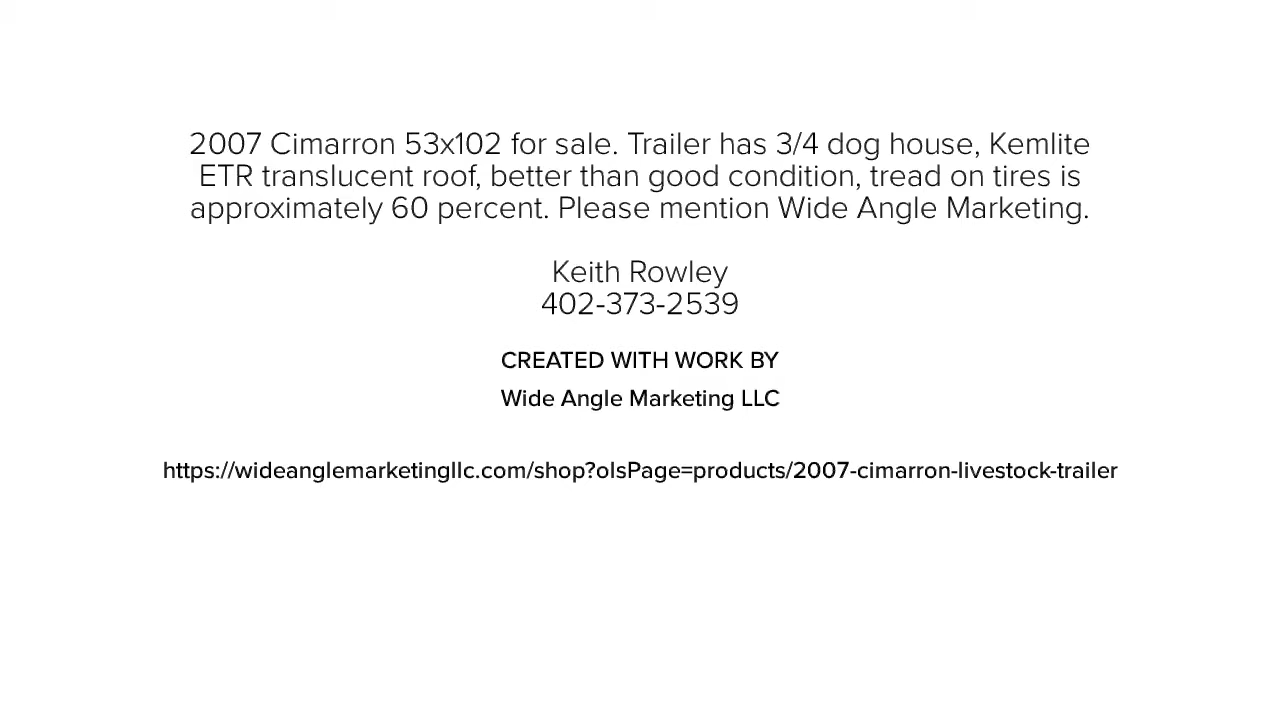 2007 Cimarron 53x102 for sale. Trailer has 3/4 dog house, Kemlite
ETR translucent roof, better than good condition, tread on tires is
approximately 60 percent. Please mention Wide Angle Marketing.
Keith Rowley
402-373-2539
CREATED WITH WORK BY
Wide Angle Marketing LLC
https://wideanglemarketingllc.com/shop?olsPage=products/2007-cimarron-livestock-trailer